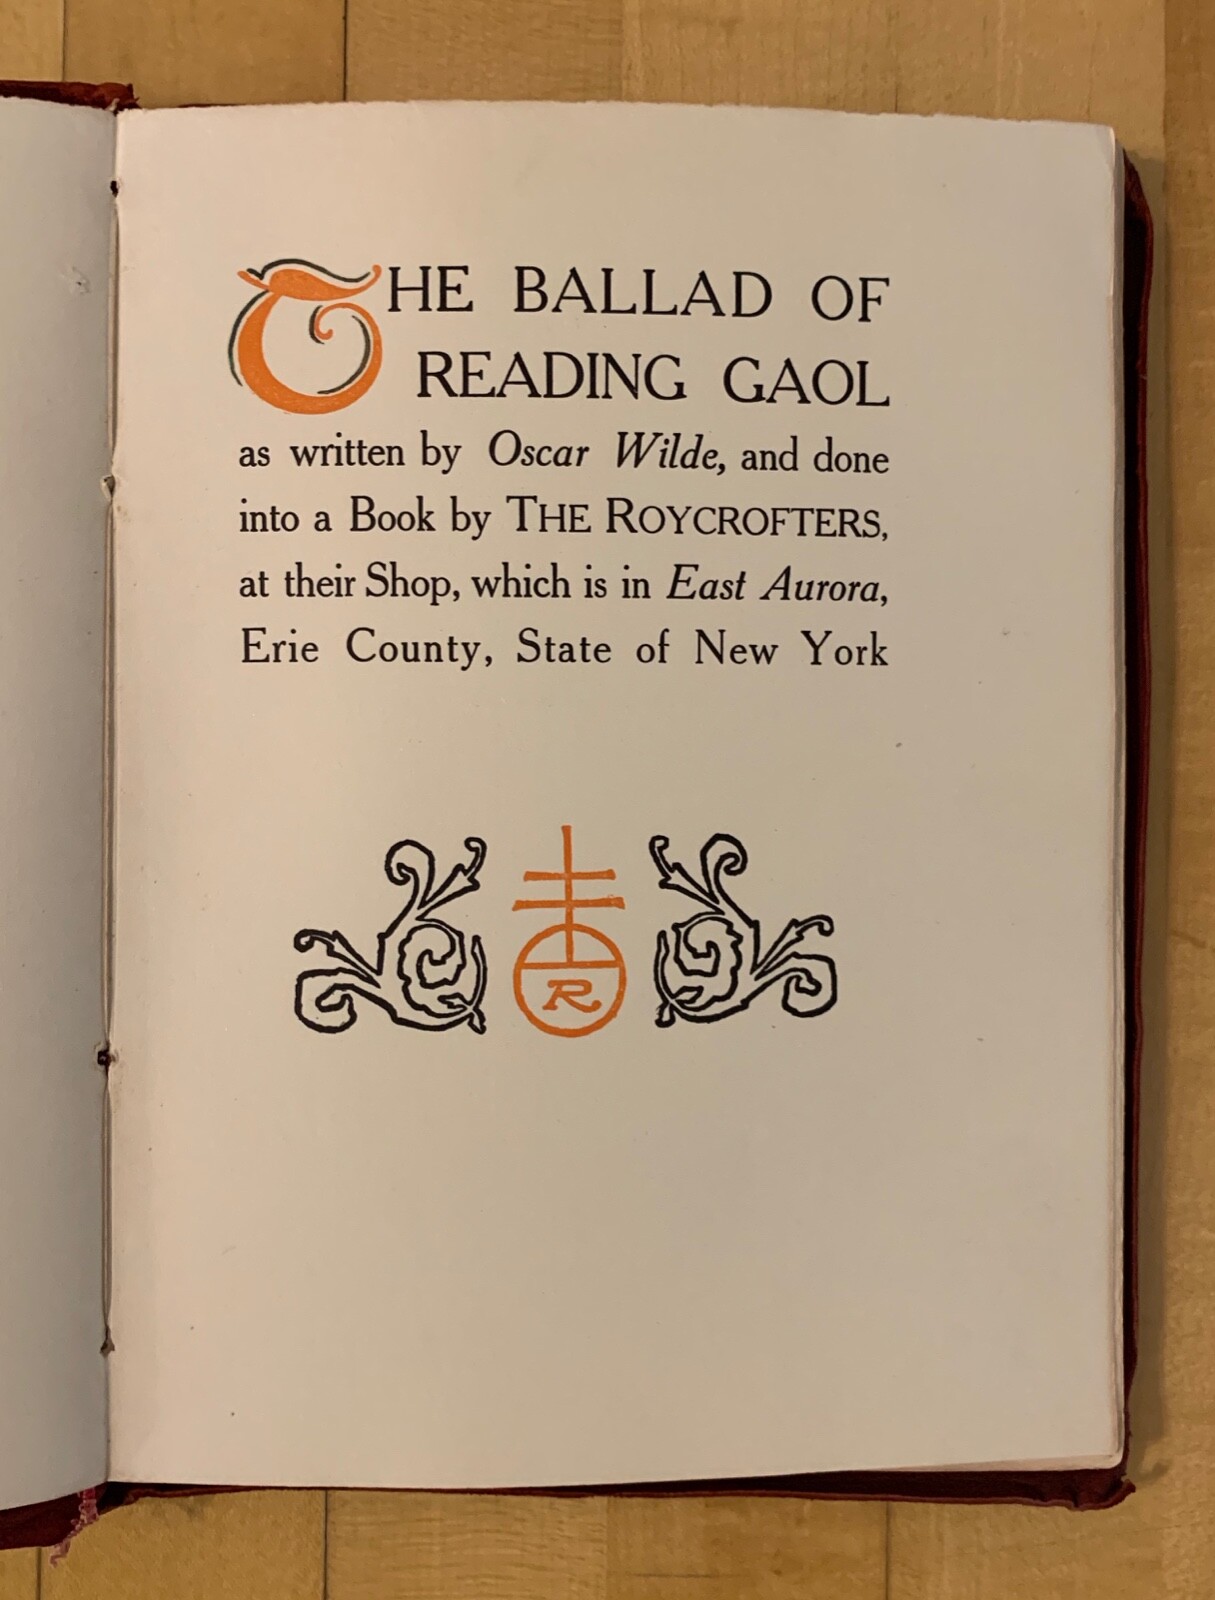 THE BALLAD OF
READING GAOL
as written by Oscar Wilde, and done
into a Book by THE ROYCROFTERS,
at their Shop, which is in East Aurora,
Erie County, State of New York
R